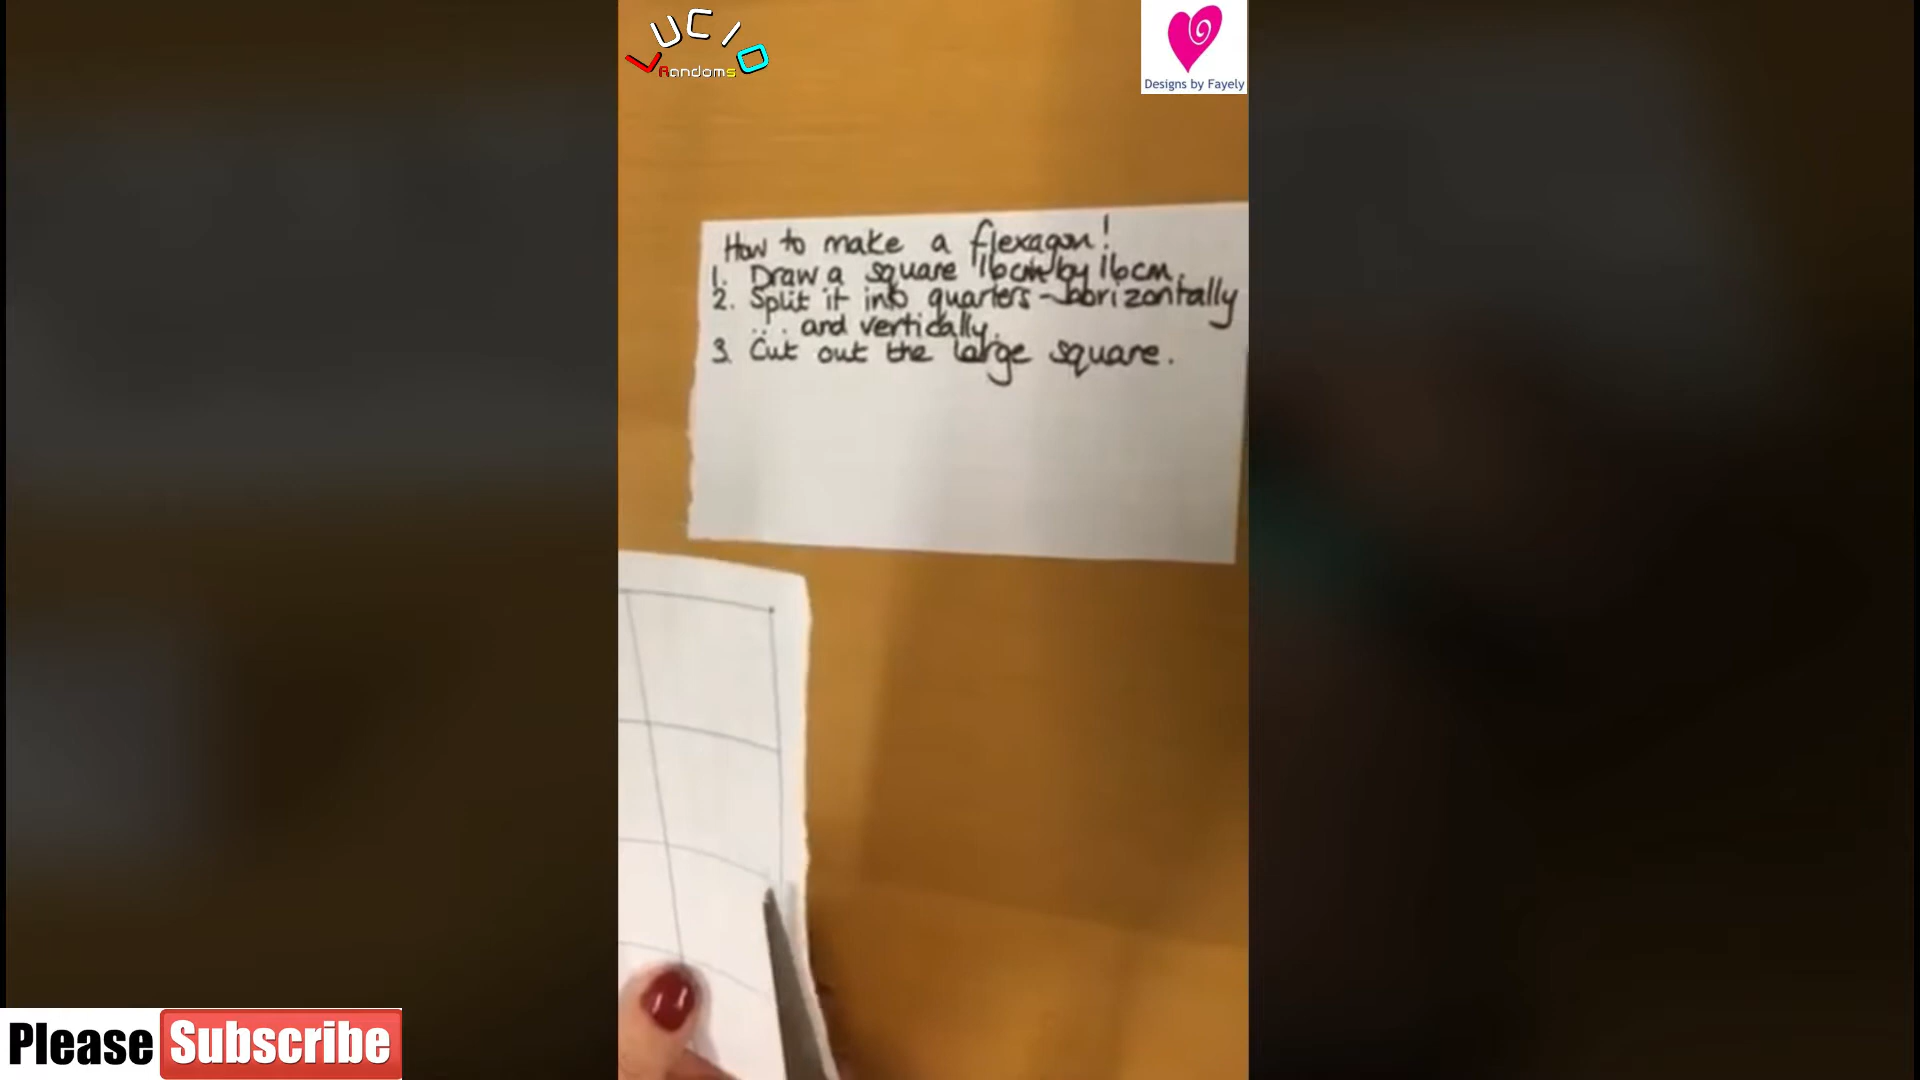 LUCIO
Randoms
Designs by Fayely
How to make a flexagon!
1. Draw a square 16cm by 16cm.
2. Split it into quarters - horizontally
... and vertically.
3. Cut out the large square.
Please Subscribe